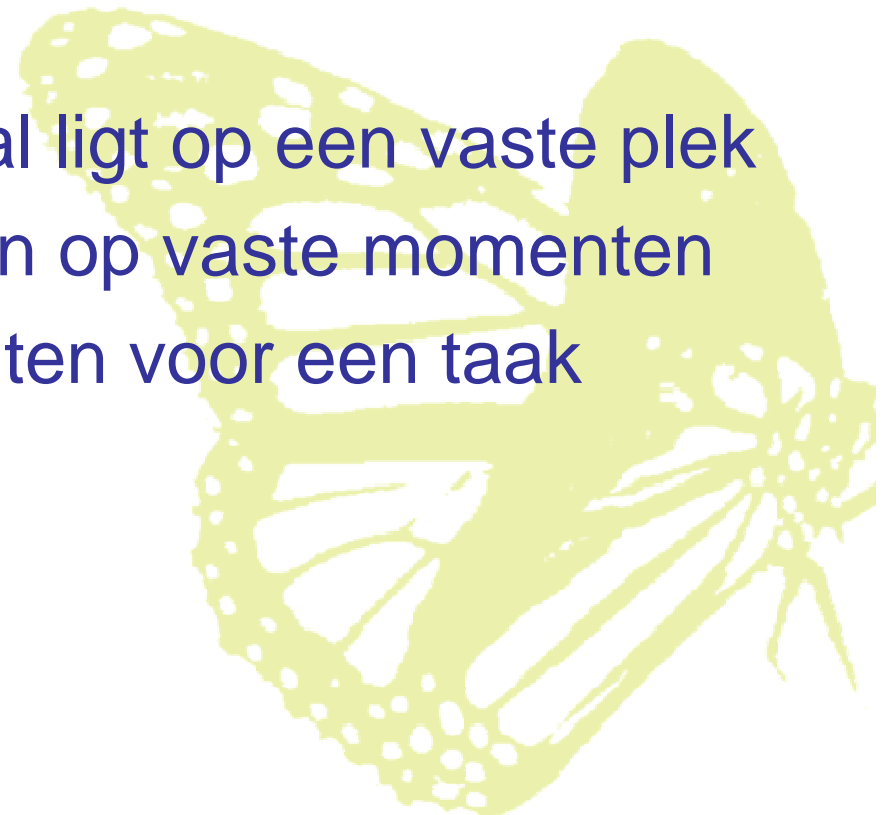 al ligt op een vaste plek
n op vaste momenten
ten voor een taak